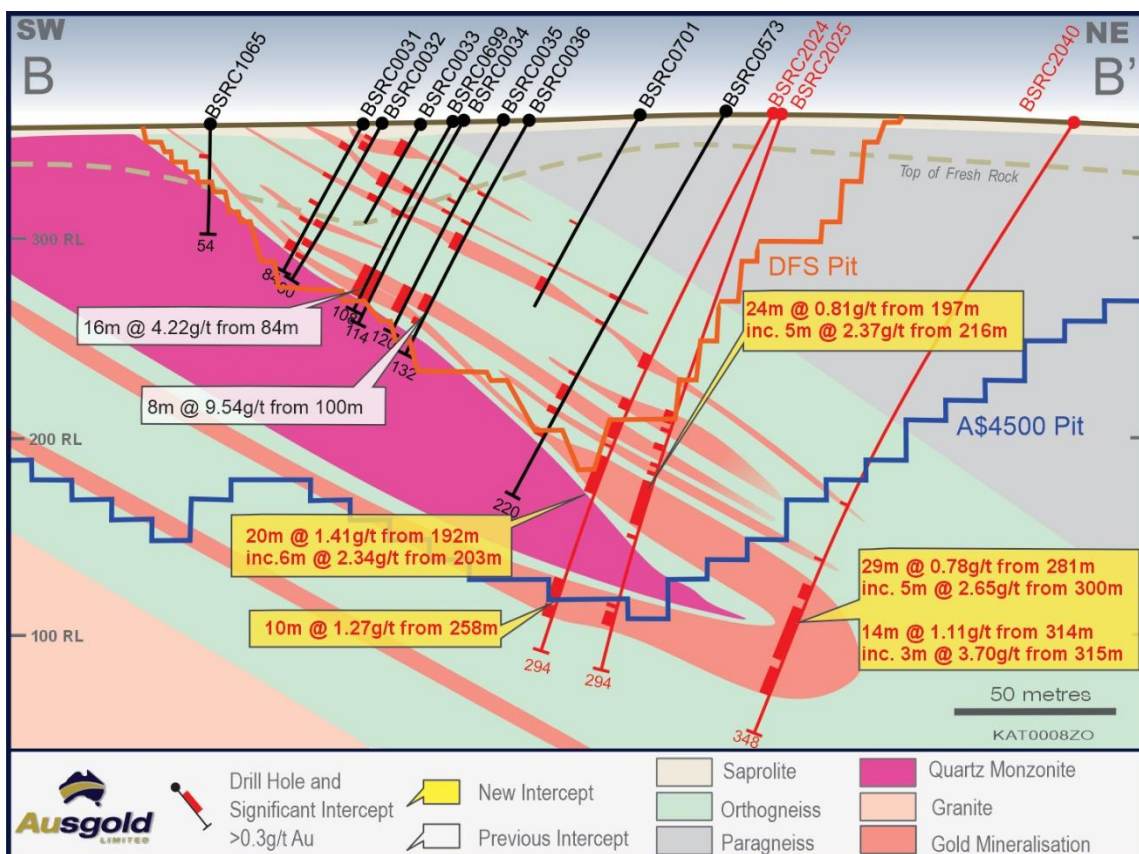 SW
B
NE
B'
BSRC1065
BSRC0031
BSRC0032
BSRC0033
BSRC0699
BSRC0034
BSRC0035
BSRC0036
BSRC0701
BSRC0573
BSRC2024
BSRC2025
BSRC2040
Top of Fresh Rock
300 RL
54
84
90
108
114
120
132
DFS Pit
16m @ 4.22g/t from 84m
24m @ 0.81g/t from 197m
inc. 5m @ 2.37g/t from 216m
8m @ 9.54g/t from 100m
A$4500 Pit
200 RL
220
20m @ 1.41g/t from 192m
inc.6m @ 2.34g/t from 203m
29m @ 0.78g/t from 281m
inc. 5m @ 2.65g/t from 300m
10m @ 1.27g/t from 258m
14m @ 1.11g/t from 314m
inc. 3m @ 3.70g/t from 315m
100 RL
294
294
348
50 metres
KAT0008ZO
Ausgold
LIMITED
Drill Hole and
Significant Intercept
>0.3g/t Au
New Intercept
Previous Intercept
Saprolite
Orthogneiss
Paragneiss
Quartz Monzonite
Granite
Gold Mineralisation